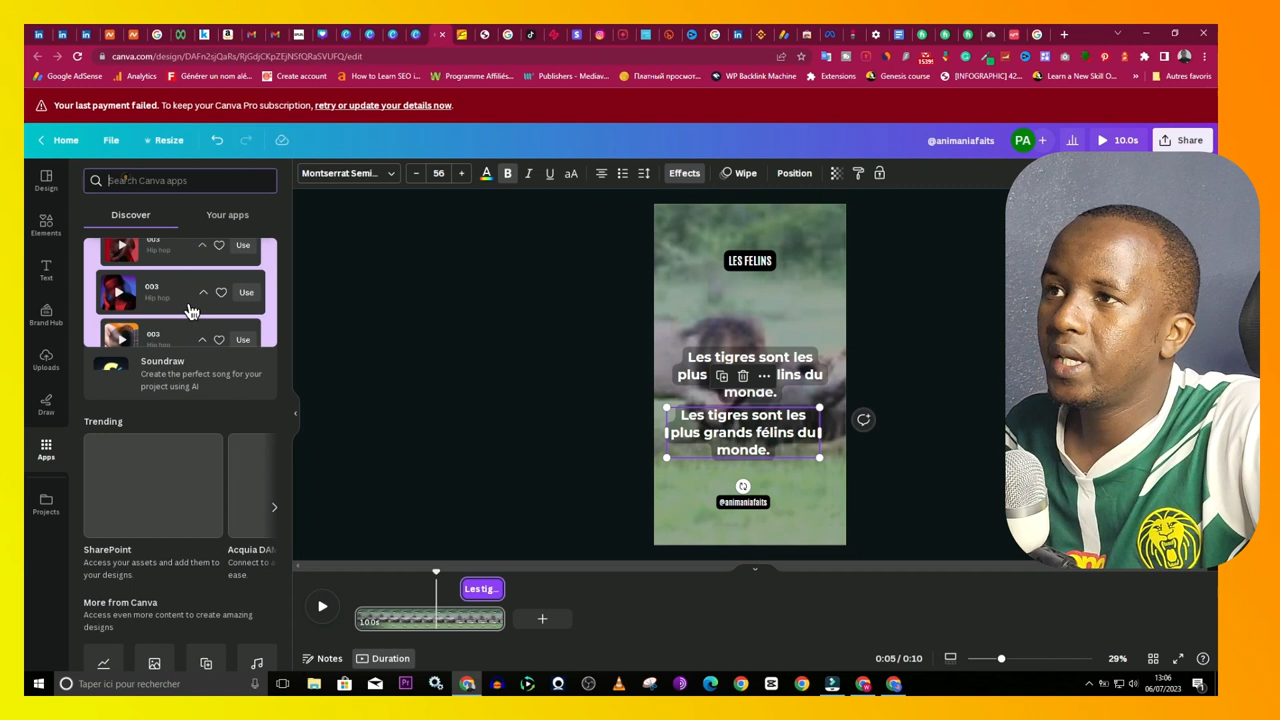 canva.com/design/DAFn2sjQaRs/RjGdjCKpZEjNSfQRaSVUFQ/edit
Google AdSense
Analytics
Générer un nom alé...
Create account
How to Learn SEO i...
Programme Affiliés...
Publishers - Mediav...
Платный просмот...
WP Backlink Machine
Extensions
Genesis course
[INFOGRAPHIC] 42...
Learn a New Skill O...
Autres favoris
Your last payment failed. To keep your Canva Pro subscription, retry or update your details now.
Home
File
Resize
@animaniafaits
PA
10.0s
Share
Design
Elements
Text
Brand Hub
Uploads
Draw
Apps
Projects
Search Canva apps
Discover
Your apps
003
Hip hop
Use
003
Hip hop
Use
003
Hip hop
Use
Soundraw
Create the perfect song for your
project using AI
Trending
SharePoint
Access your assets and add them to
your designs.
Acquia DAM
Connect to
ease.
More from Canva
Access even more content to create amazing
designs
Montserrat Semi...
56
A
B
I
U
aA
Effects
Wipe
Position
LES FELINS
Les tigres sont les
plus lins du
monde.
Les tigres sont les
plus grands félins du
monde.
@animaniafaits
Les tig...
10.0s
Notes
Duration
0:05 / 0:10
29%
Taper ici pour rechercher
13:06
06/07/2023